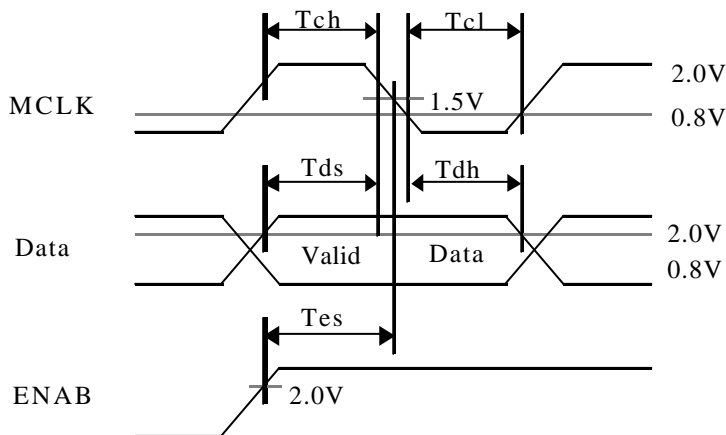 Tch Tcl
2.0V
MCLK 1.5V
0.8V
Tds Tdh
Data Valid Data 2.0V
0.8V
Tes
ENAB 2.0V